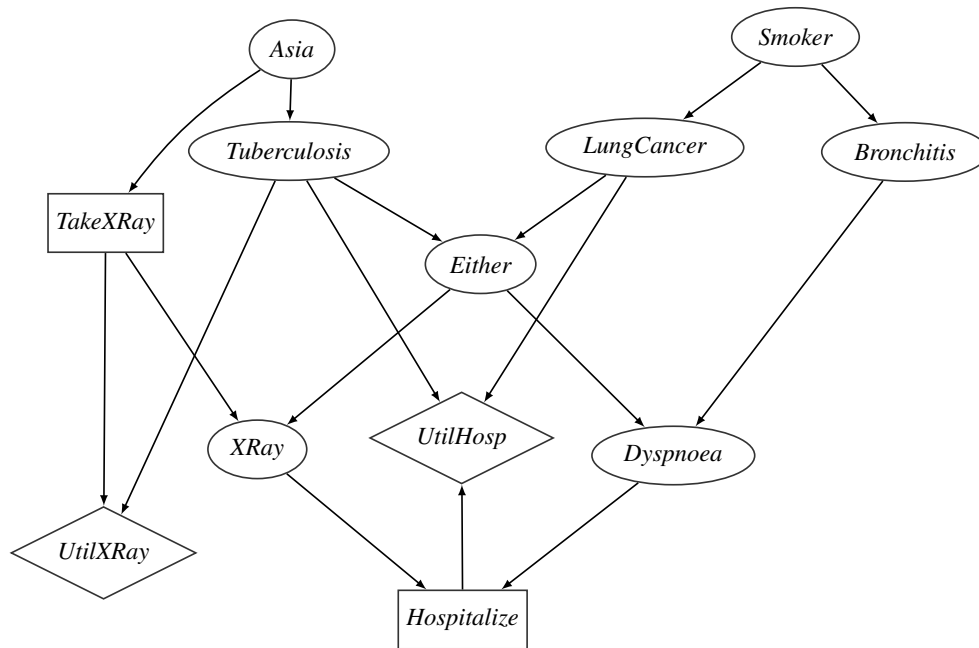 Smoker
Asia
Tuberculosis
LungCancer
Bronchitis
TakeXRay
Either
XRay
UtilHosp
Dyspnoea
UtilXRay
Hospitalize